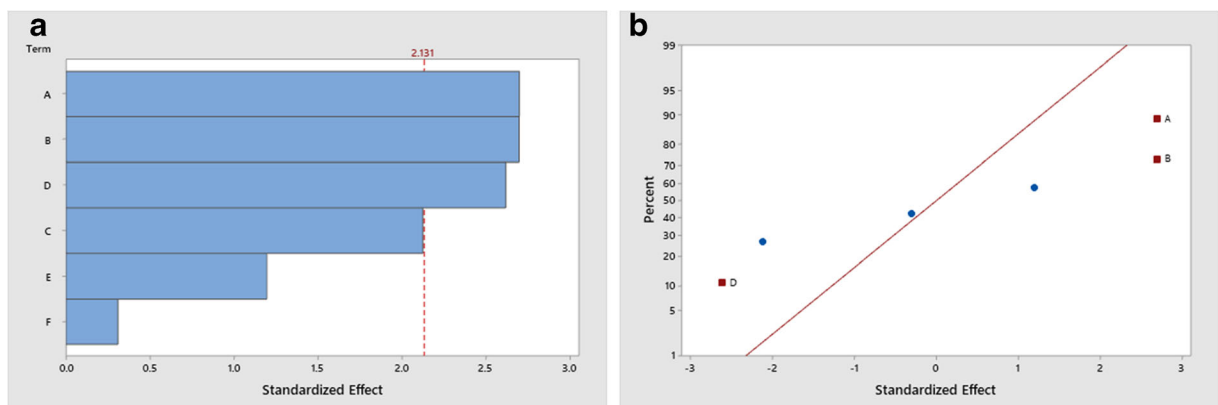 a
Term
2.131
A
B
D
C
E
F
0.0 0.5 1.0 1.5 2.0 2.5 3.0
Standardized Effect
b
99
95
90
80
70
60
50
40
30
20
10
5
1
Percent
A
B
D
-3 -2 -1 0 1 2 3
Standardized Effect